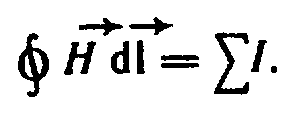 ∮ H⃗ dl⃗ = ∑I.